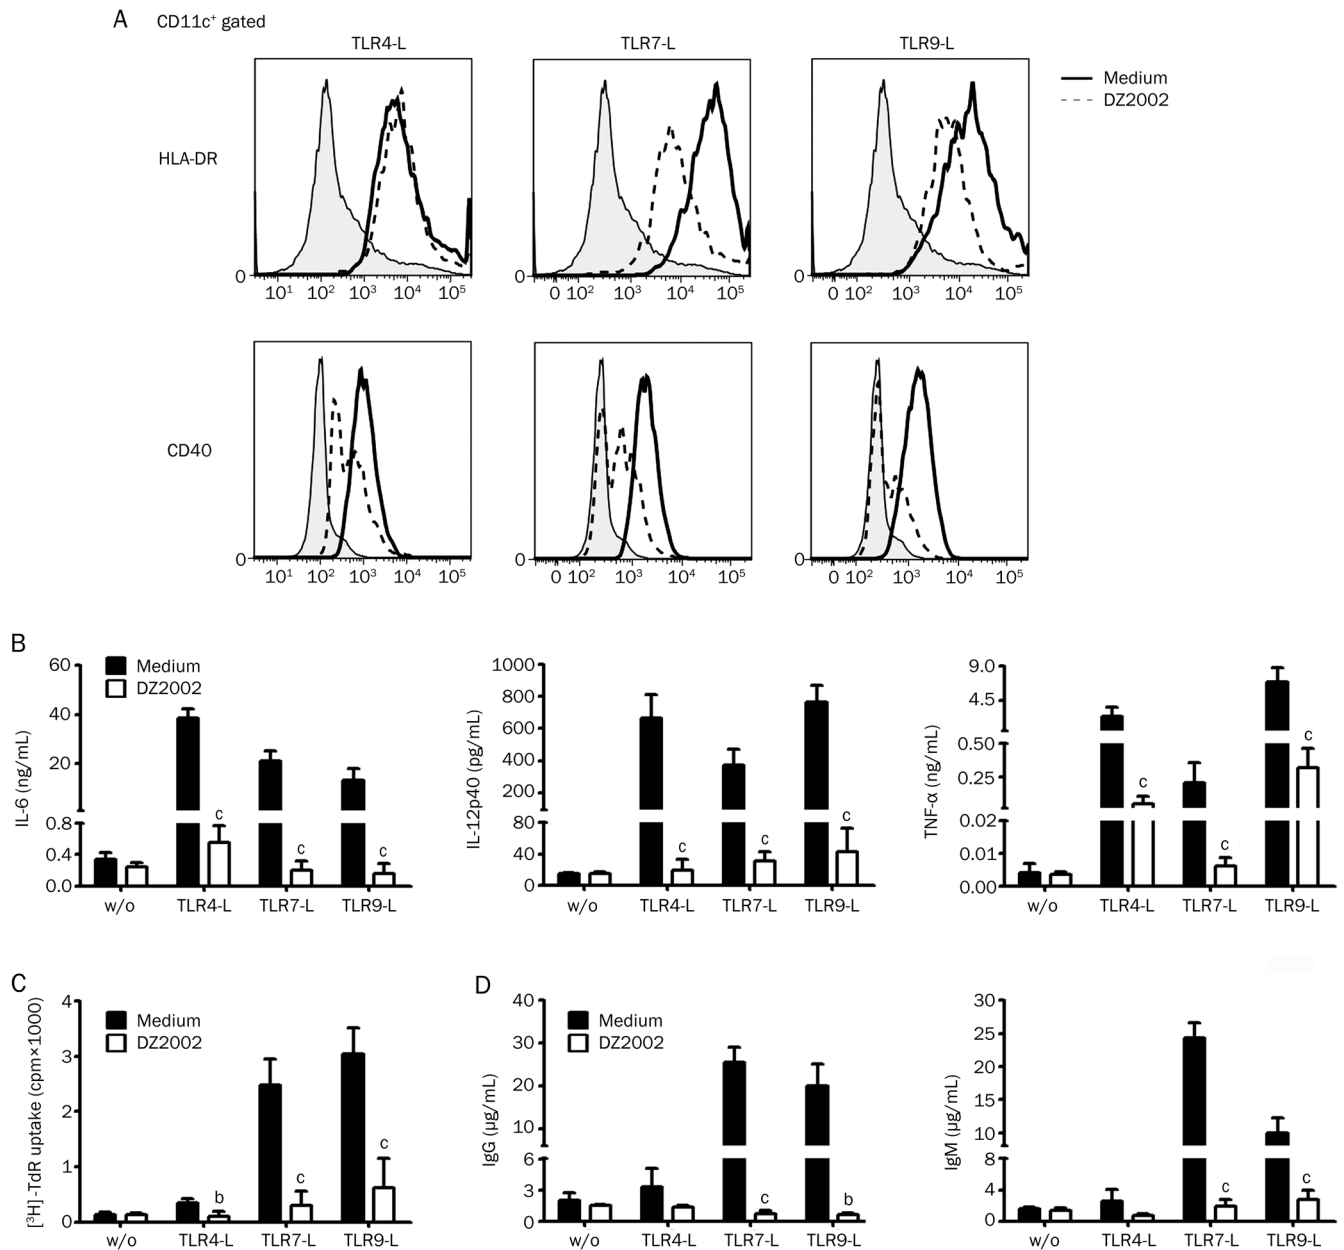 A CD11c⁺ gated
TLR4-L TLR7-L TLR9-L
Medium
DZ2002
HLA-DR
0 0 0
10¹ 10² 10³ 10⁴ 10⁵ 0 10² 10³ 10⁴ 10⁵ 0 10² 10³ 10⁴ 10⁵
CD40
0 0 0
10¹ 10² 10³ 10⁴ 10⁵ 0 10² 10³ 10⁴ 10⁵ 0 10² 10³ 10⁴ 10⁵
B
IL-6 (ng/mL)
60
40
20
0.8
0.4
0.0
Medium
DZ2002
c
c
c
w/o TLR4-L TLR7-L TLR9-L
IL-12p40 (pg/mL)
1000
800
600
400
200
80
40
0
c
c
c
w/o TLR4-L TLR7-L TLR9-L
TNF-α (ng/mL)
9.0
4.5
0.50
0.25
0.02
0.01
0.00
c
c
c
w/o TLR4-L TLR7-L TLR9-L
C
[³H] -TdR uptake (cpm×1000)
4
3
2
1
0
Medium
DZ2002
b
c
c
w/o TLR4-L TLR7-L TLR9-L
D
IgG (µg/mL)
40
30
20
10
6
3
0
Medium
DZ2002
c
b
w/o TLR4-L TLR7-L TLR9-L
IgM (µg/mL)
30
25
20
15
10
8
4
0
c
c
w/o TLR4-L TLR7-L TLR9-L